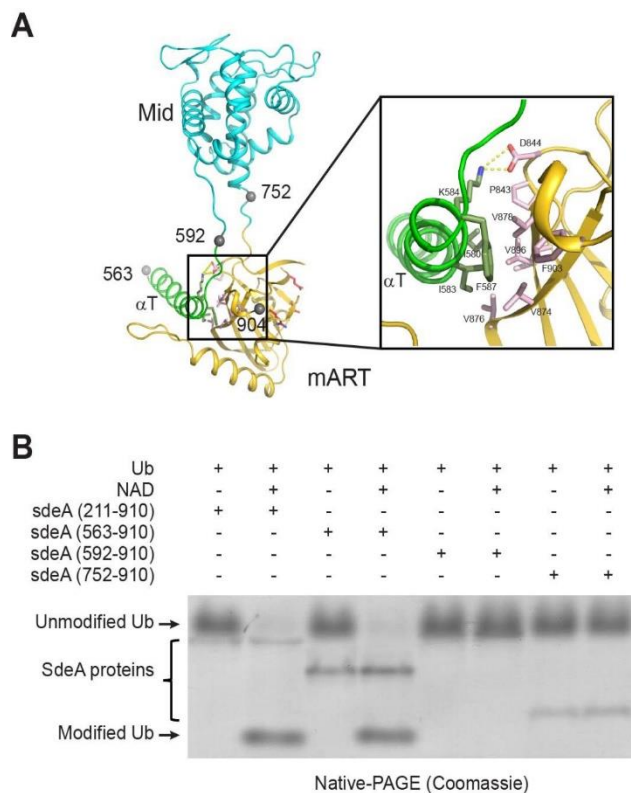 A
Mid
752
592
563
αT
904
mART
D844
K584
P843
V878
I580
V896
F903
αT
I583
F587
V876
V874
B
Ub + + + + + + + +
NAD - + - + - + - +
sdeA (211-910) + + - - - - - -
sdeA (563-910) - - + + - - - -
sdeA (592-910) - - - - + + - -
sdeA (752-910) - - - - - - + +
Unmodified Ub
SdeA proteins
Modified Ub
Native-PAGE (Coomassie)